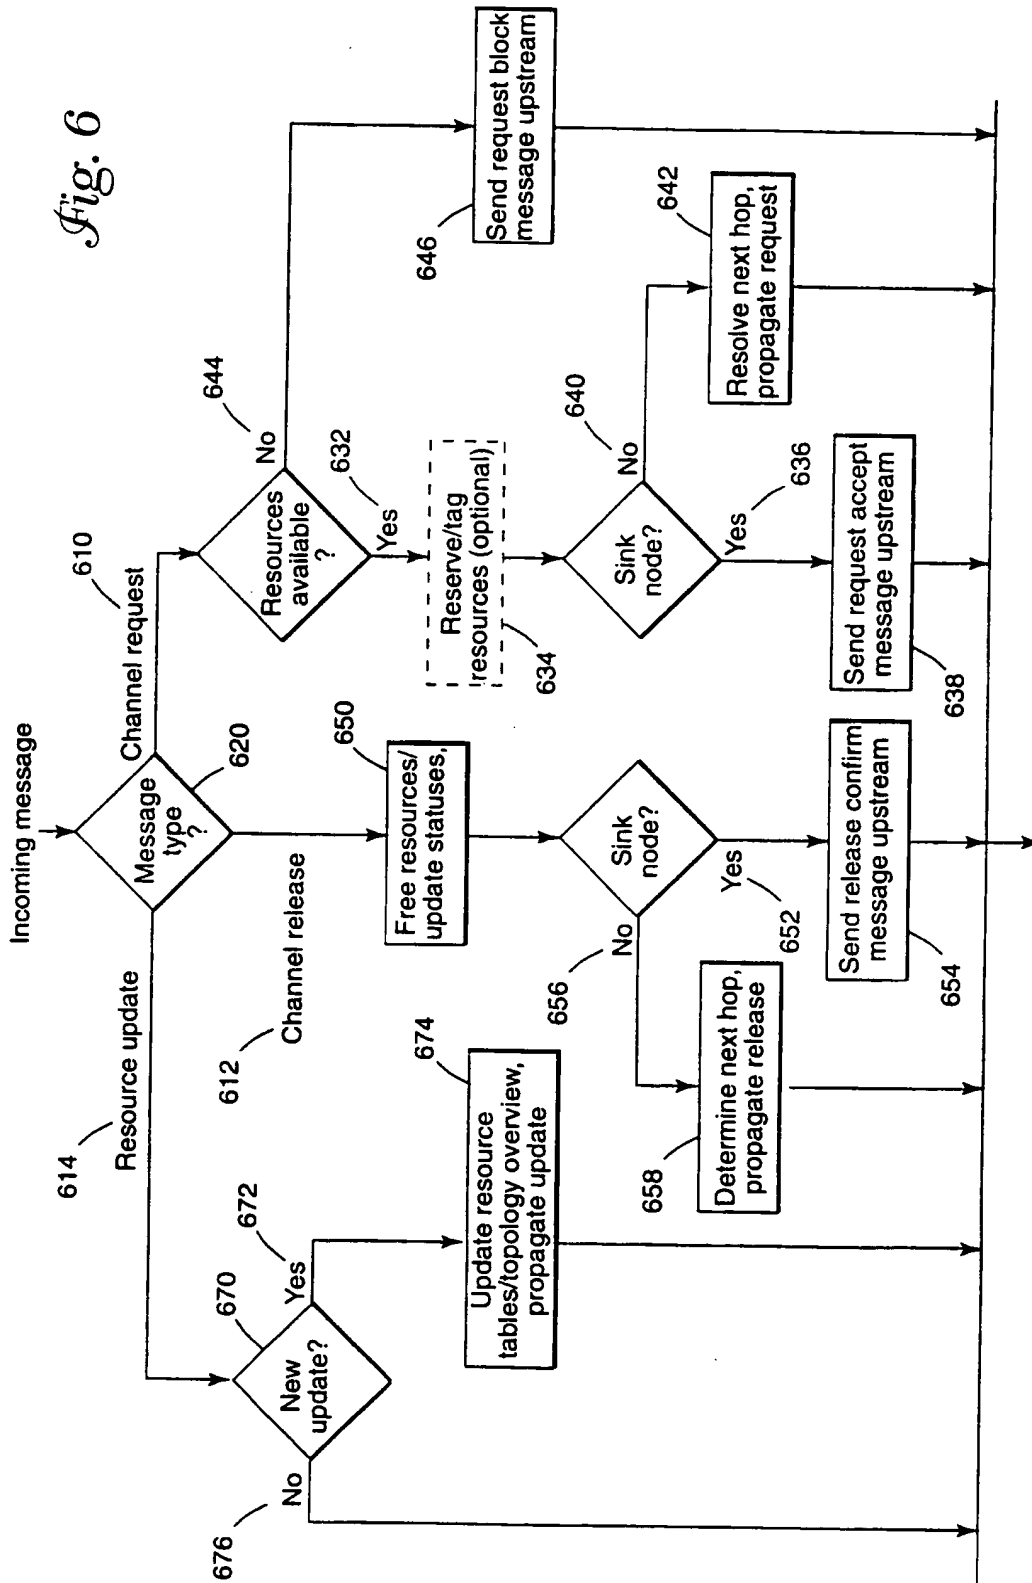 Fig. 6
Incoming message
Message
type
?
620
Resource update
614
Channel release
612
Channel request
610
New
update?
670
Yes
672
No
676
Update resource
tables/topology overview,
propagate update
674
Free resources/
update statuses,
650
Sink
node?
No
656
Yes
652
Determine next hop,
propagate release
658
Send release confirm
message upstream
654
Resources
available
?
No
644
Yes
632
Reserve/tag
resources (optional)
634
Sink
node?
No
640
Yes
636
Send request accept
message upstream
638
Resolve next hop,
propagate request
642
Send request block
message upstream
646